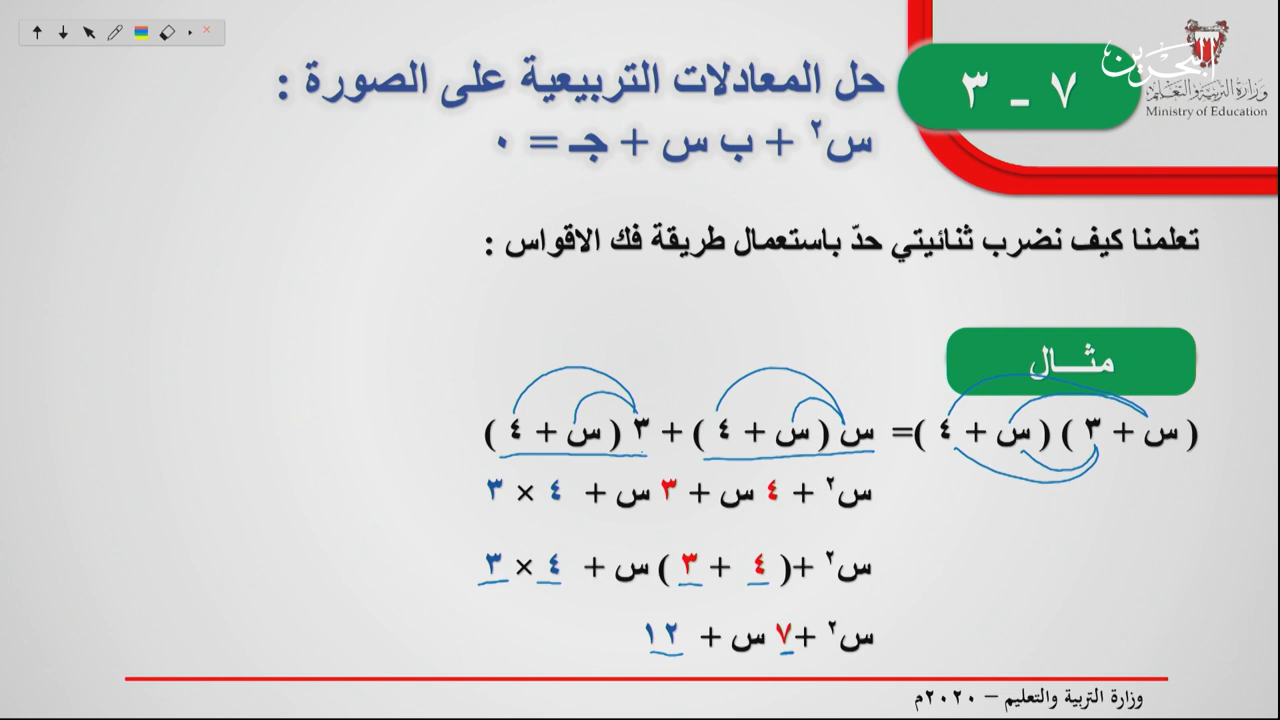 البحرين
وزارة التربية والتعليم
Ministry of Education
٧ - ٣
حل المعادلات التربيعية على الصورة :
س٢ + ب س + جـ = ٠
تعلمنا كيف نضرب ثنائيتي حدّ باستعمال طريقة فك الاقواس :
مثـــال
( س + ٣ ) ( س + ٤ )= س ( س + ٤ ) + ٣ ( س + ٤ )
س٢ + ٤ س + ٣ س + ٤ × ٣
س٢ +( ٤ + ٣ ) س + ٤ × ٣
س٢ +٧ س + ١٢
وزارة التربية والتعليم – ٢٠٢٠م